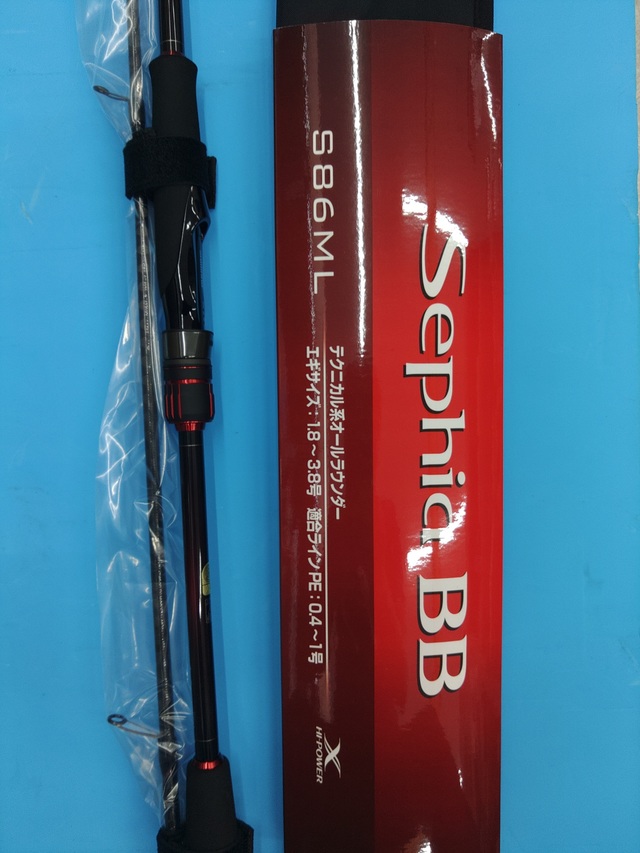 Sephia BB
S86ML
テクニカル系オールラウンダー
エギサイズ：1.8～3.8号 適合ラインPE：0.4～1号
X
HI-POWER